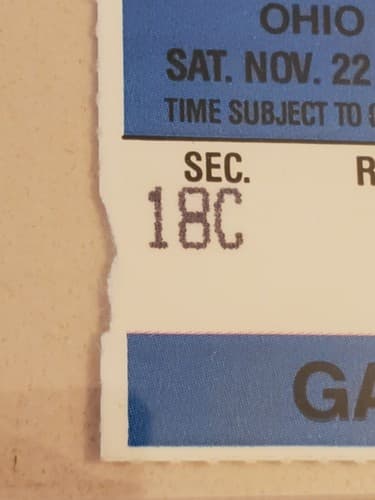 OHIO
SAT. NOV. 22
TIME SUBJECT TO
SEC. R
18C
GA